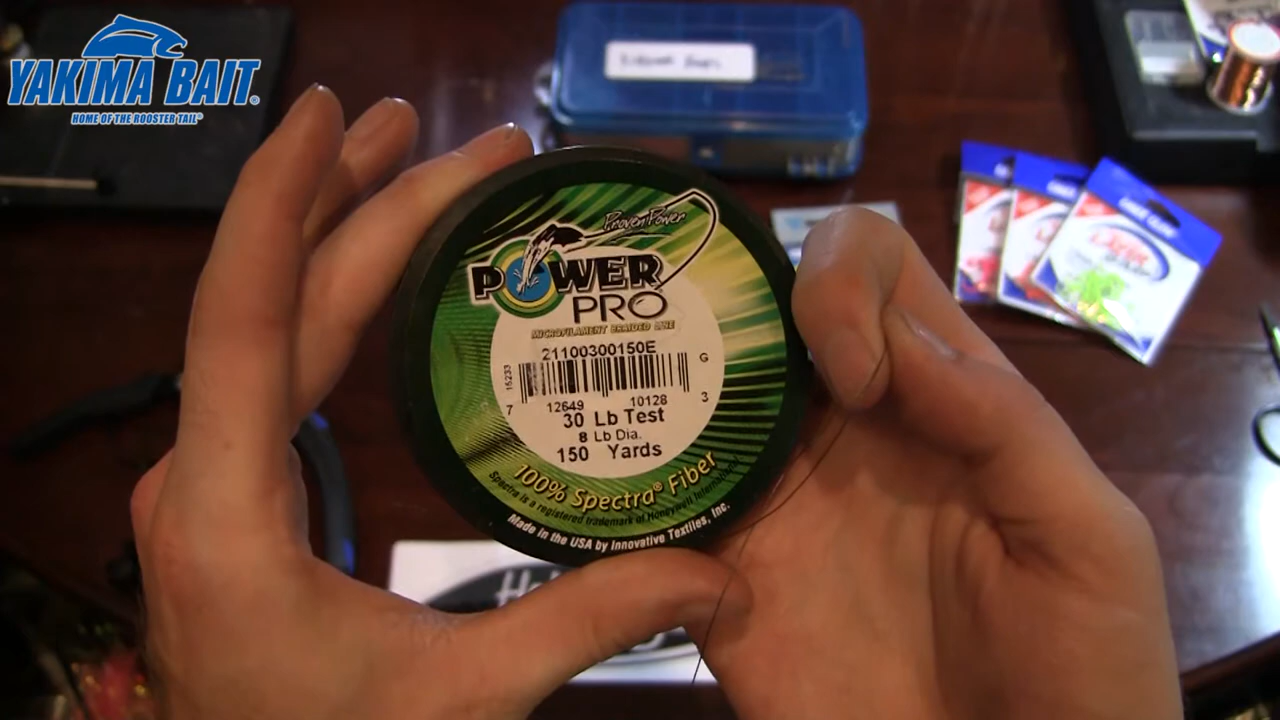 YAKIMA BAIT®
HOME OF THE ROOSTER TAIL®
Proven Power
POWER
PRO
MICROFILAMENT BRAIDED LINE
21100300150E
15233
G
7 12649 10128 3
30 Lb Test
8 Lb Dia.
150 Yards
100% Spectra® Fiber
Spectra is a registered trademark of Honeywell International
Made in the USA by Innovative Textiles, Inc.